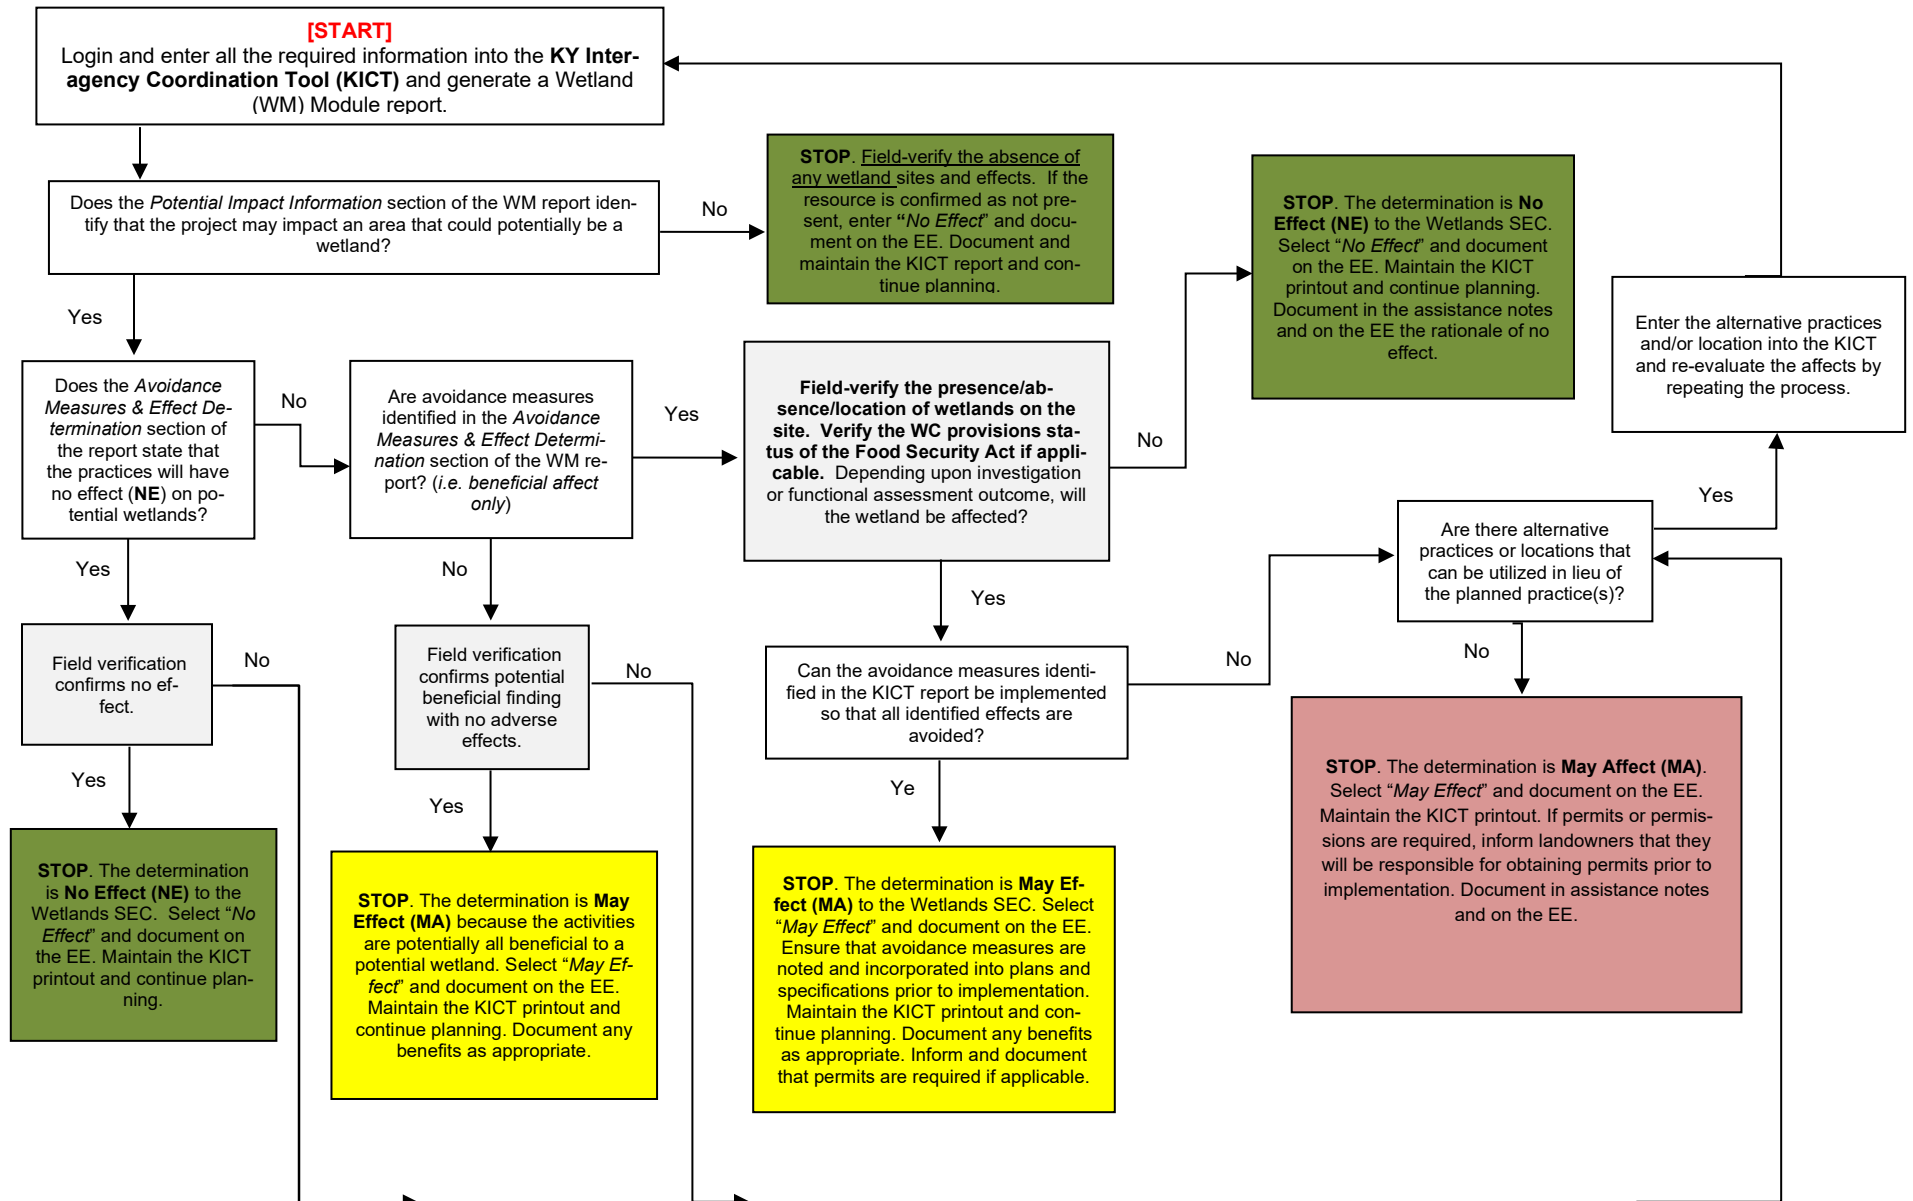 [START]
Login and enter all the required information into the KY Inter-
agency Coordination Tool (KICT) and generate a Wetland
(WM) Module report.
Does the Potential Impact Information section of the WM report iden-
tify that the project may impact an area that could potentially be a
wetland?
No
STOP. Field-verify the absence of
any wetland sites and effects. If the
resource is confirmed as not pre-
sent, enter “No Effect” and docu-
ment on the EE. Document and
maintain the KICT report and con-
tinue planning.
Yes
Does the Avoidance
Measures & Effect De-
termination section of
the report state that
the practices will have
no effect (NE) on po-
tential wetlands?
No
Are avoidance measures
identified in the Avoidance
Measures & Effect Determi-
nation section of the WM re-
port? (i.e. beneficial affect
only)
Yes
Field-verify the presence/ab-
sence/location of wetlands on the
site. Verify the WC provisions sta-
tus of the Food Security Act if appli-
cable. Depending upon investigation
or functional assessment outcome, will
the wetland be affected?
No
STOP. The determination is No
Effect (NE) to the Wetlands SEC.
Select “No Effect” and document
on the EE. Maintain the KICT
printout and continue planning.
Document in the assistance notes
and on the EE the rationale of no
effect.
Enter the alternative practices
and/or location into the KICT
and re-evaluate the affects by
repeating the process.
Yes
Are there alternative
practices or locations that
can be utilized in lieu of
the planned practice(s)?
Yes
No
Yes
Field verification
confirms no ef-
fect.
No
Field verification
confirms potential
beneficial finding
with no adverse
effects.
No
Can the avoidance measures identi-
fied in the KICT report be implemented
so that all identified effects are
avoided?
No
No
Yes
STOP. The determination
is No Effect (NE) to the
Wetlands SEC. Select “No
Effect” and document on
the EE. Maintain the KICT
printout and continue plan-
ning.
Yes
STOP. The determination is May
Effect (MA) because the activities
are potentially all beneficial to a
potential wetland. Select “May Ef-
fect” and document on the EE.
Maintain the KICT printout and
continue planning. Document any
benefits as appropriate.
Ye
STOP. The determination is May Ef-
fect (MA) to the Wetlands SEC. Select
“May Effect” and document on the EE.
Ensure that avoidance measures are
noted and incorporated into plans and
specifications prior to implementation.
Maintain the KICT printout and con-
tinue planning. Document any benefits
as appropriate. Inform and document
that permits are required if applicable.
STOP. The determination is May Affect (MA).
Select “May Effect” and document on the EE.
Maintain the KICT printout. If permits or permis-
sions are required, inform landowners that they
will be responsible for obtaining permits prior to
implementation. Document in assistance notes
and on the EE.